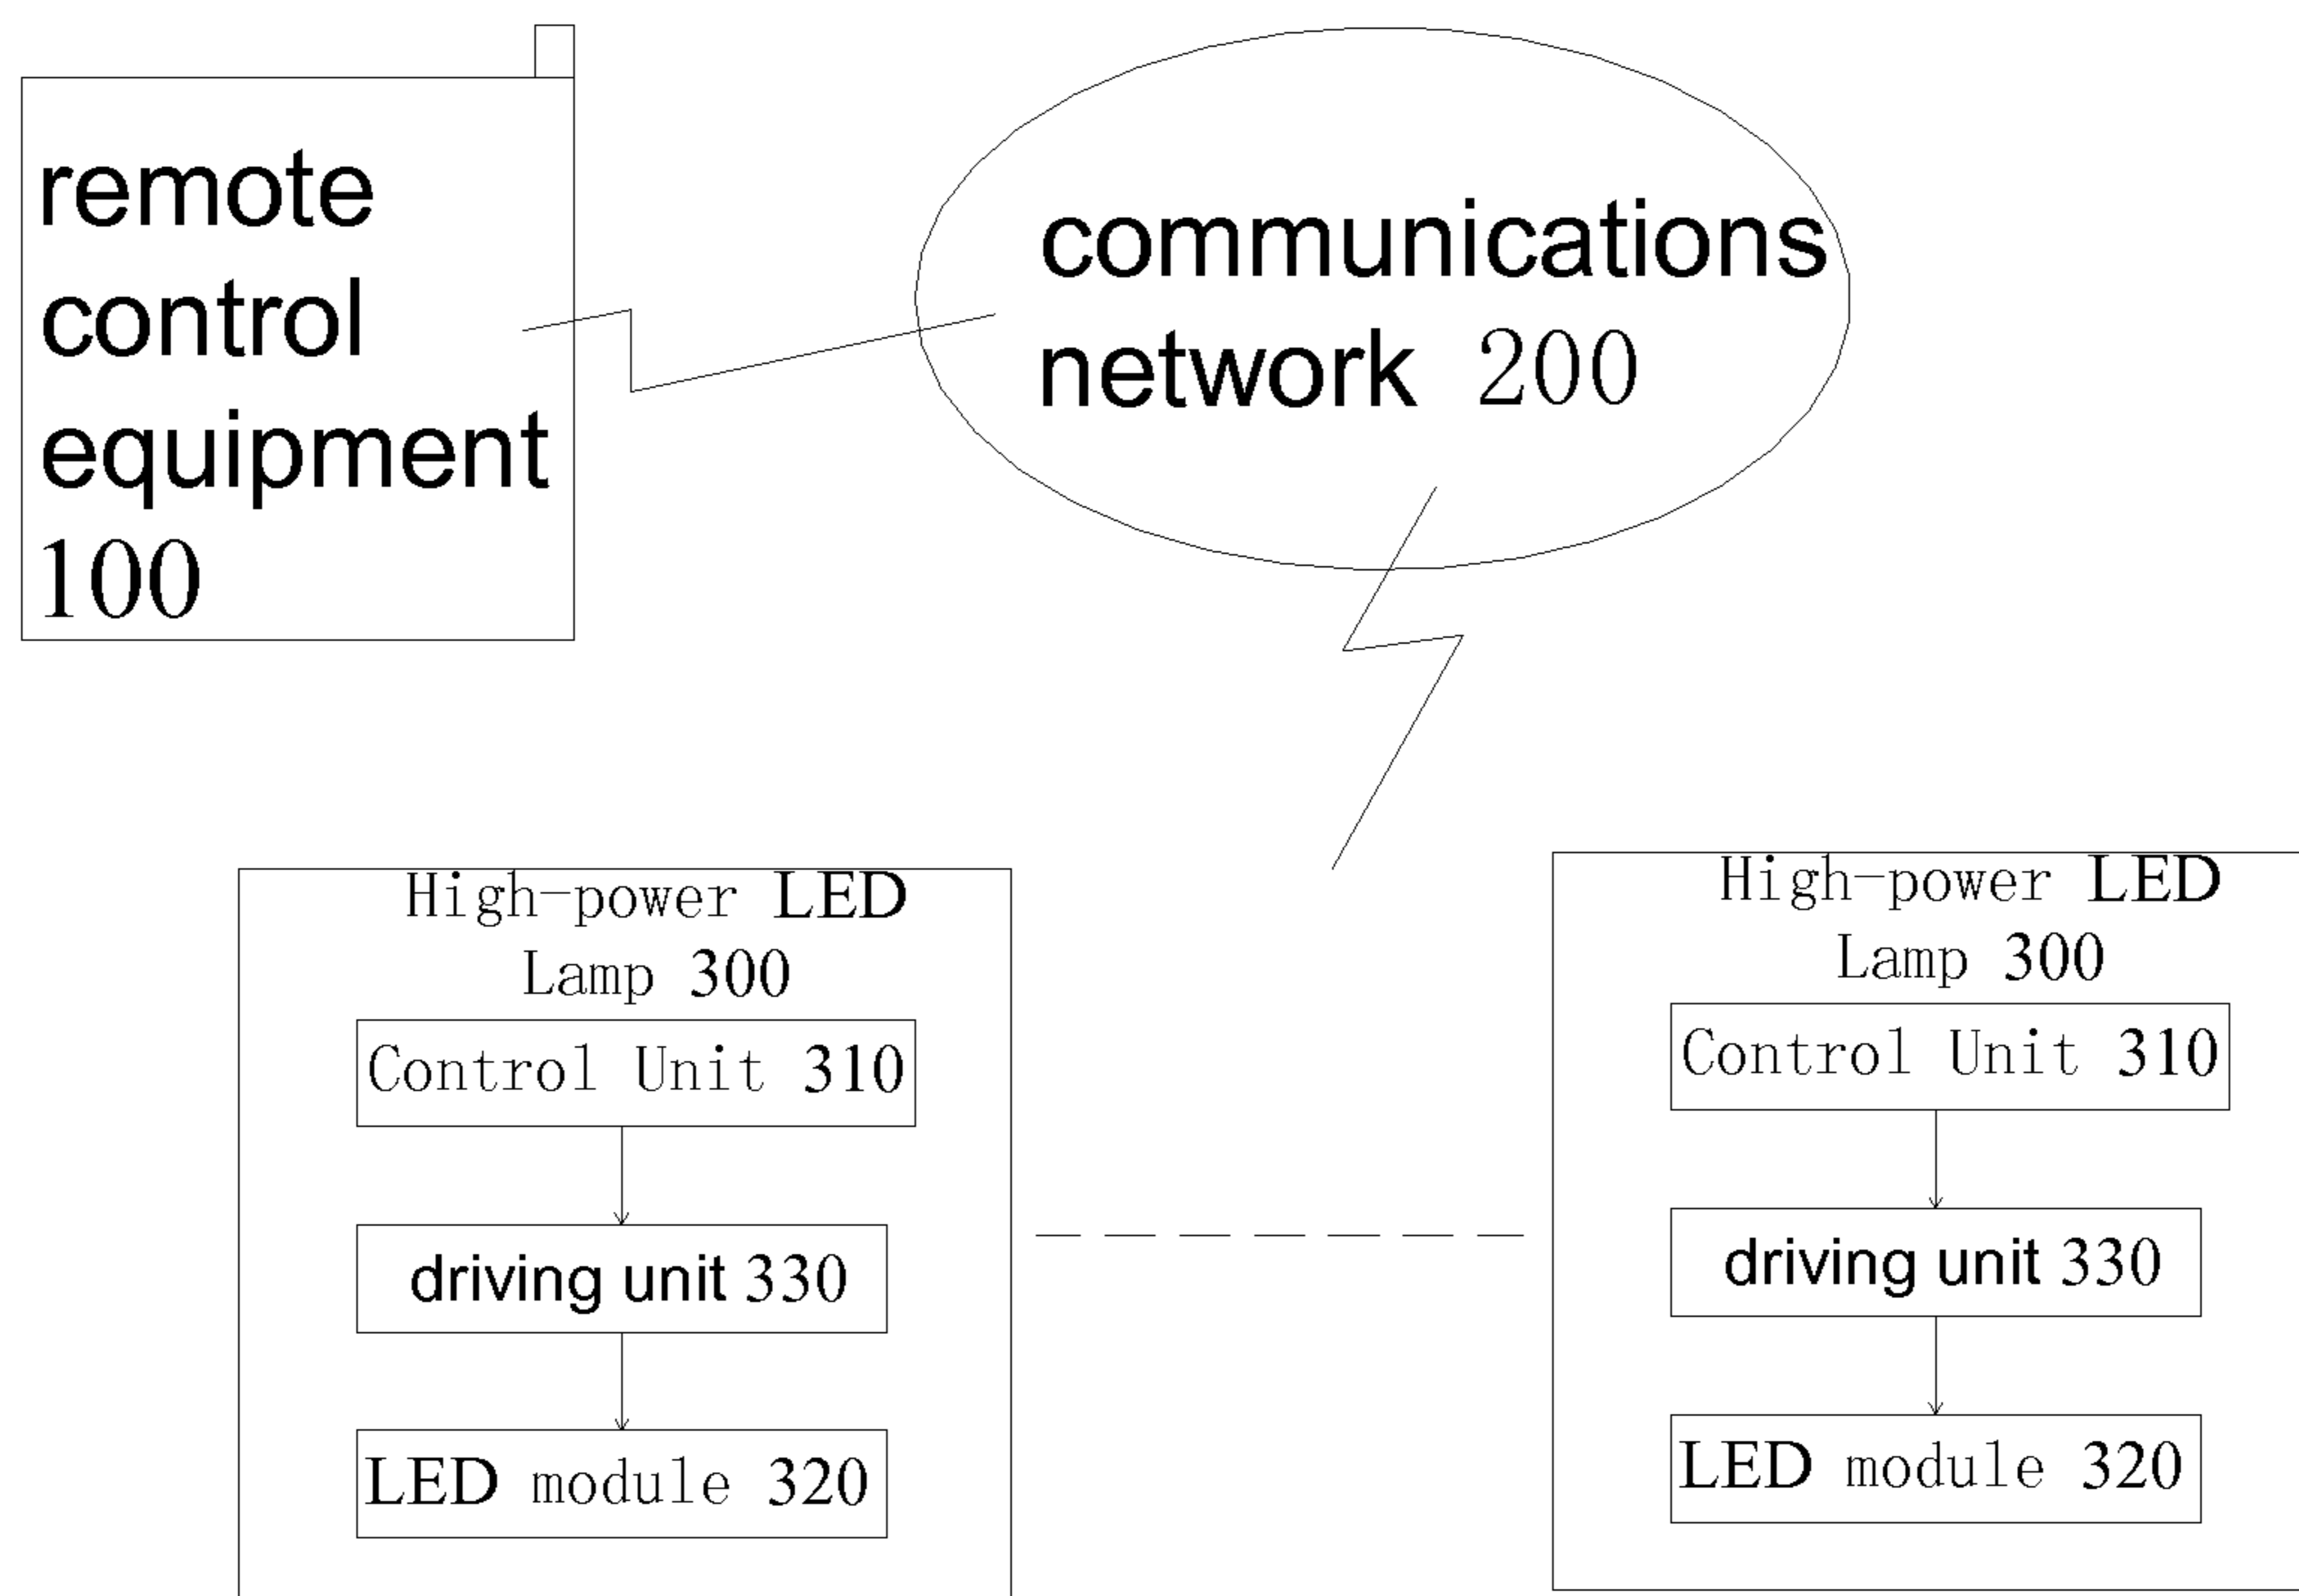 remote
control
equipment
100
communications
network 200
High-power LED
Lamp 300
Control Unit 310
driving unit 330
LED module 320
High-power LED
Lamp 300
Control Unit 310
driving unit 330
LED module 320